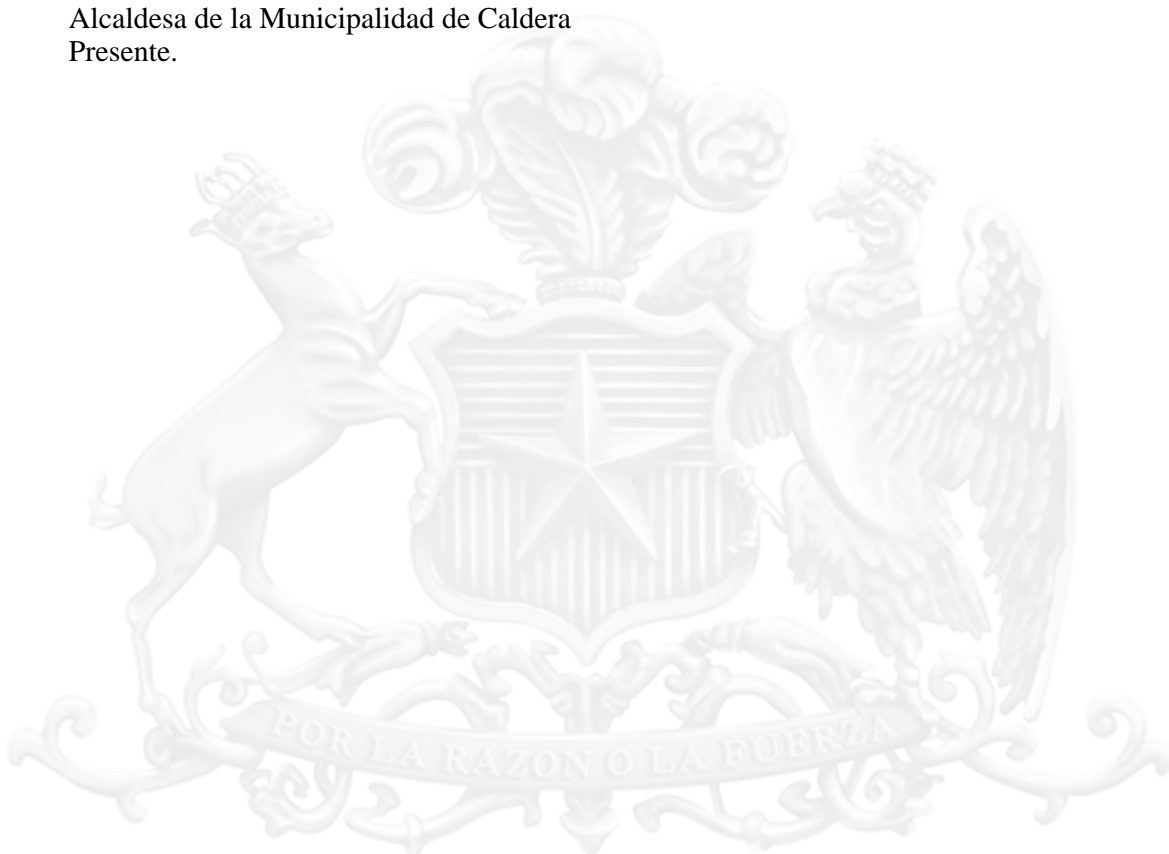 Alcaldesa de la Municipalidad de Caldera
Presente.
POR LA RAZON O LA FUERZA